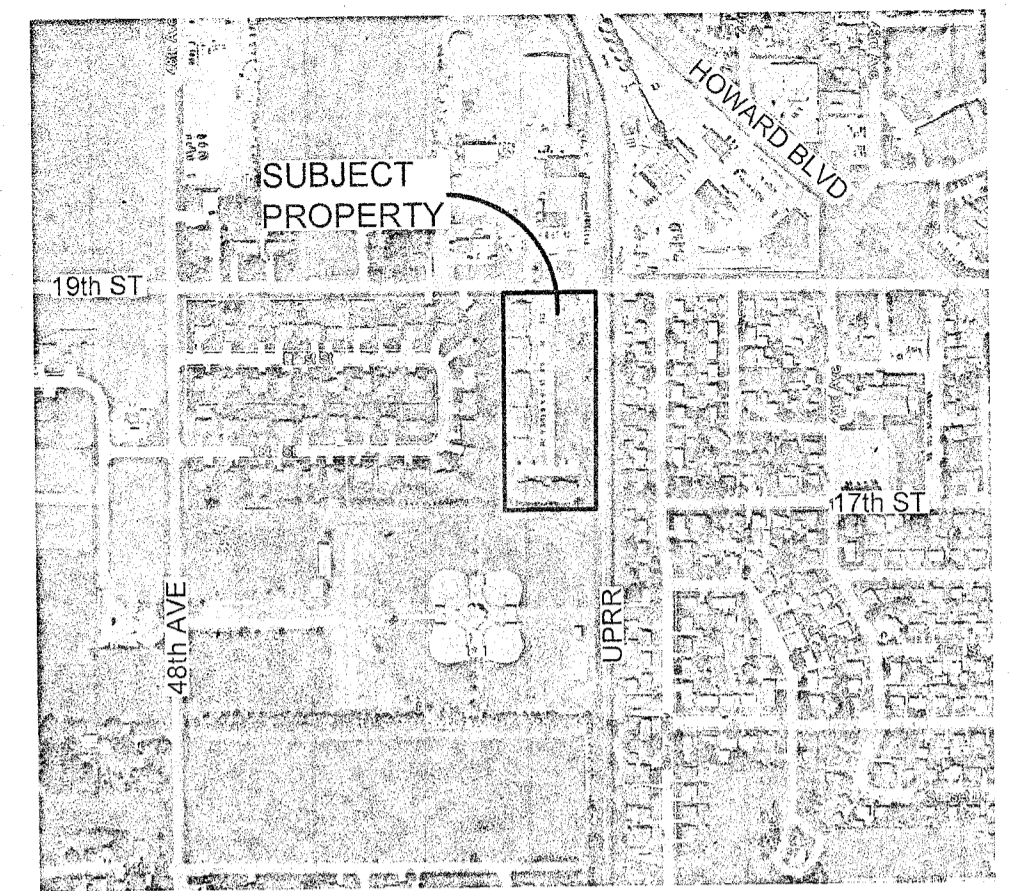 HOWARD BLVD
SUBJECT
PROPERTY
19th ST
17th ST
48th AVE
UPRR